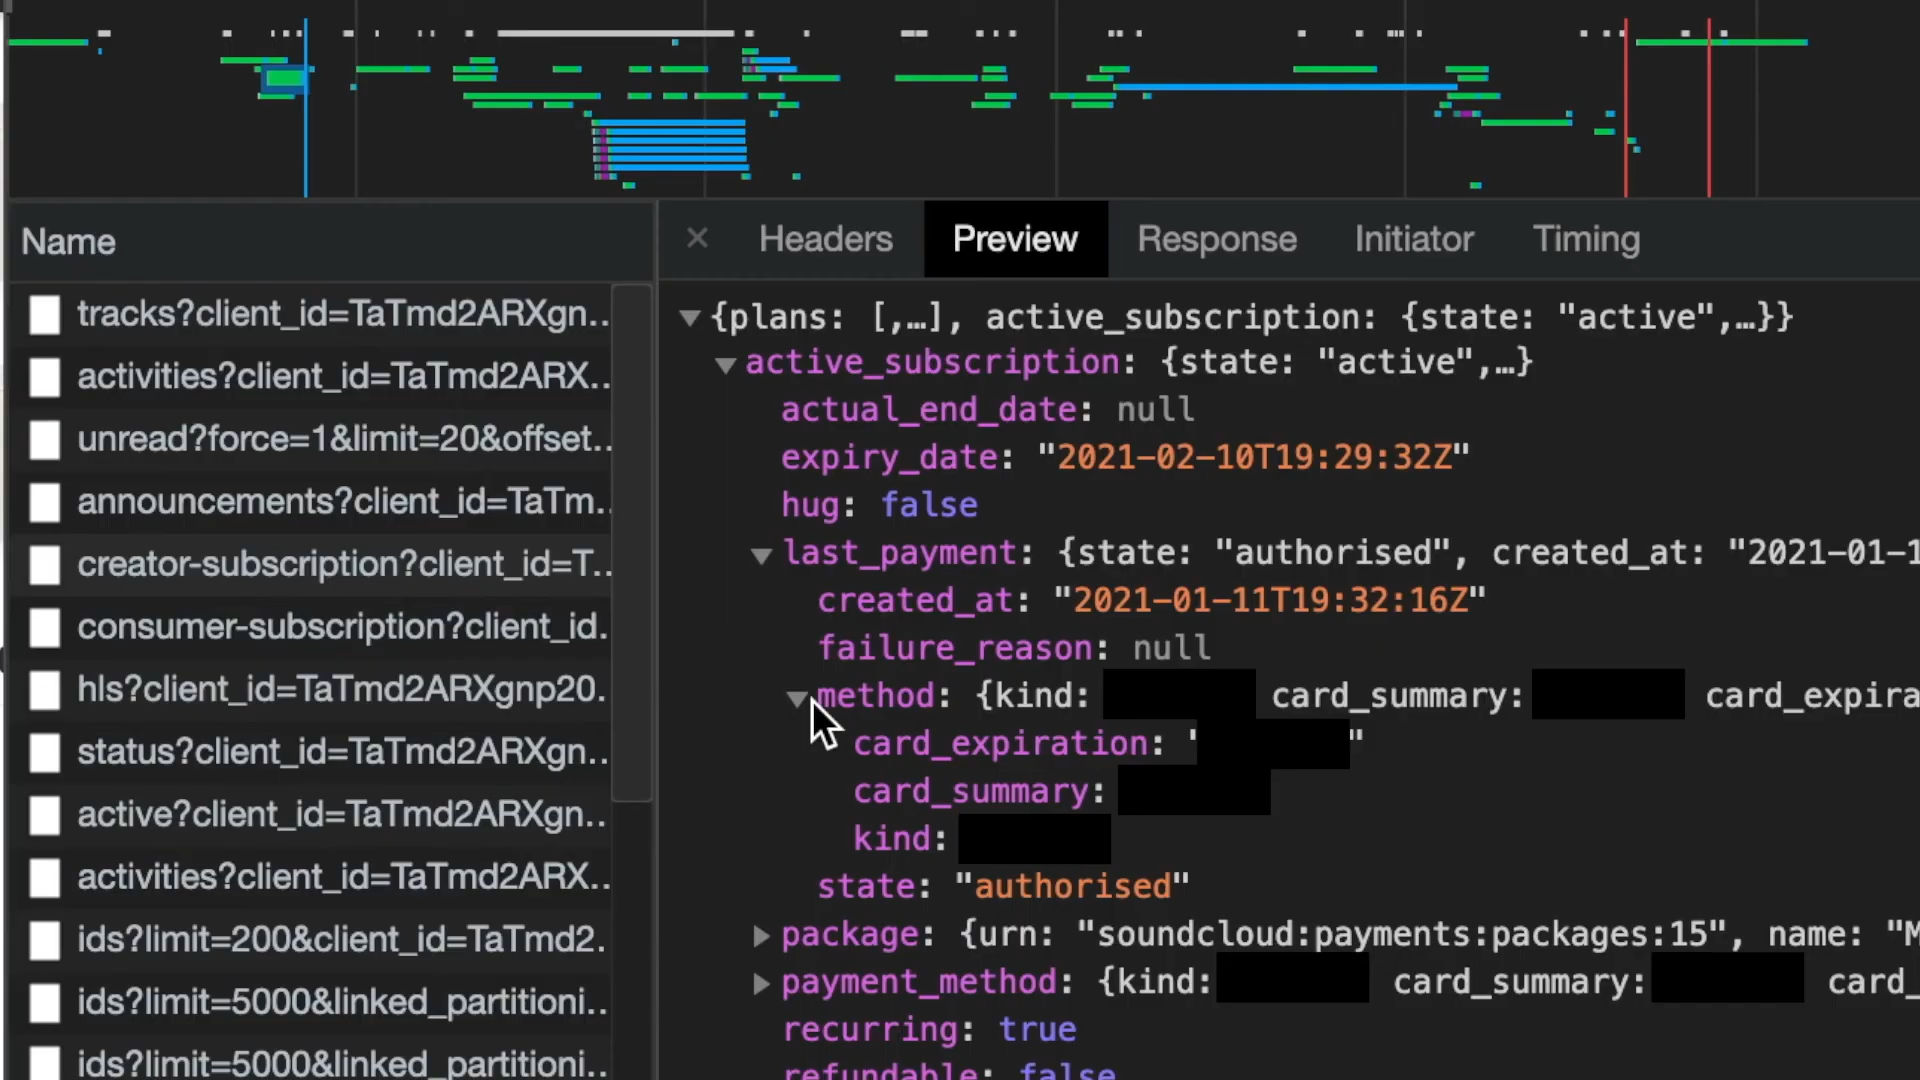 Name
× Headers Preview Response Initiator Timing
tracks?client_id=TaTmd2ARXgn..
activities?client_id=TaTmd2ARX..
unread?force=1&limit=20&offset..
announcements?client_id=TaTm..
creator-subscription?client_id=T..
consumer-subscription?client_id.
hls?client_id=TaTmd2ARXgnp20.
status?client_id=TaTmd2ARXgn..
active?client_id=TaTmd2ARXgn..
activities?client_id=TaTmd2ARX..
ids?limit=200&client_id=TaTmd2.
ids?limit=5000&linked_partitioni..
ids?limit=5000&linked_partitioni..
{plans: [,…], active_subscription: {state: "active",…}}
active_subscription: {state: "active",…}
actual_end_date: null
expiry_date: "2021-02-10T19:29:32Z"
hug: false
last_payment: {state: "authorised", created_at: "2021-01-1
created_at: "2021-01-11T19:32:16Z"
failure_reason: null
method: {kind: card_summary: card_expira
card_expiration: ' "
card_summary:
kind:
state: "authorised"
package: {urn: "soundcloud:payments:packages:15", name: "M
payment_method: {kind: card_summary: card_
recurring: true
refundable: false